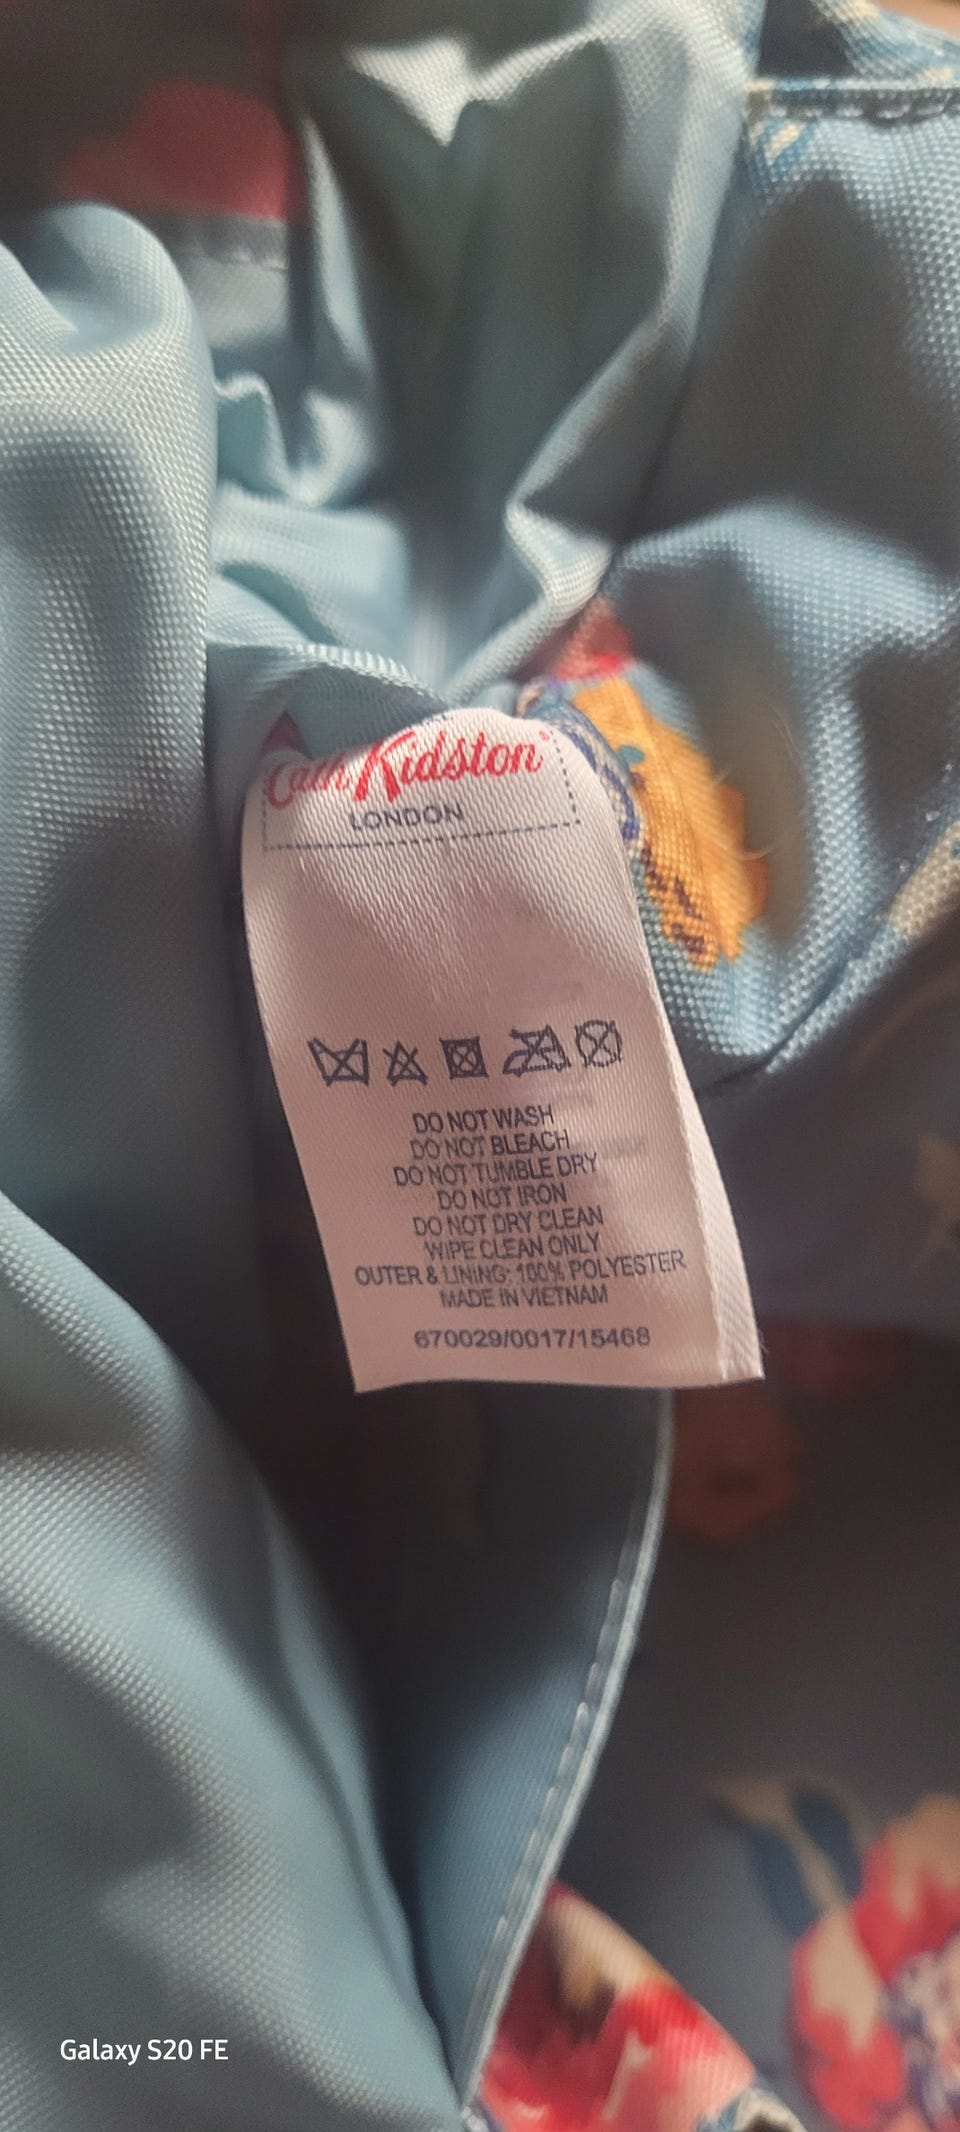 Cath Kidston
LONDON
DO NOT WASH
DO NOT BLEACH
DO NOT TUMBLE DRY
DO NOT IRON
DO NOT DRY CLEAN
WIPE CLEAN ONLY
OUTER & LINING: 100% POLYESTER
MADE IN VIETNAM
670029/0017/15468
Galaxy S20 FE